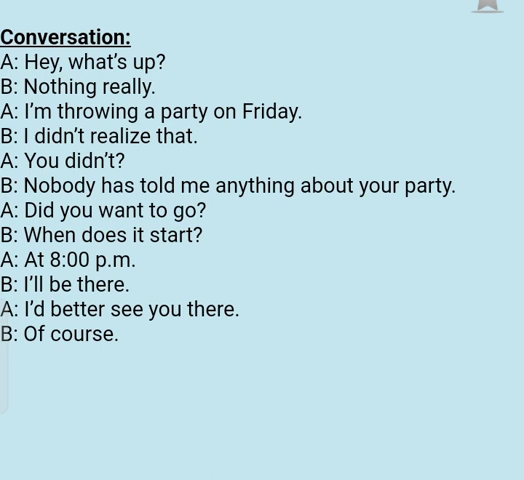 Conversation:
A: Hey, what’s up?
B: Nothing really.
A: I’m throwing a party on Friday.
B: I didn’t realize that.
A: You didn’t?
B: Nobody has told me anything about your party.
A: Did you want to go?
B: When does it start?
A: At 8:00 p.m.
B: I’ll be there.
A: I’d better see you there.
B: Of course.